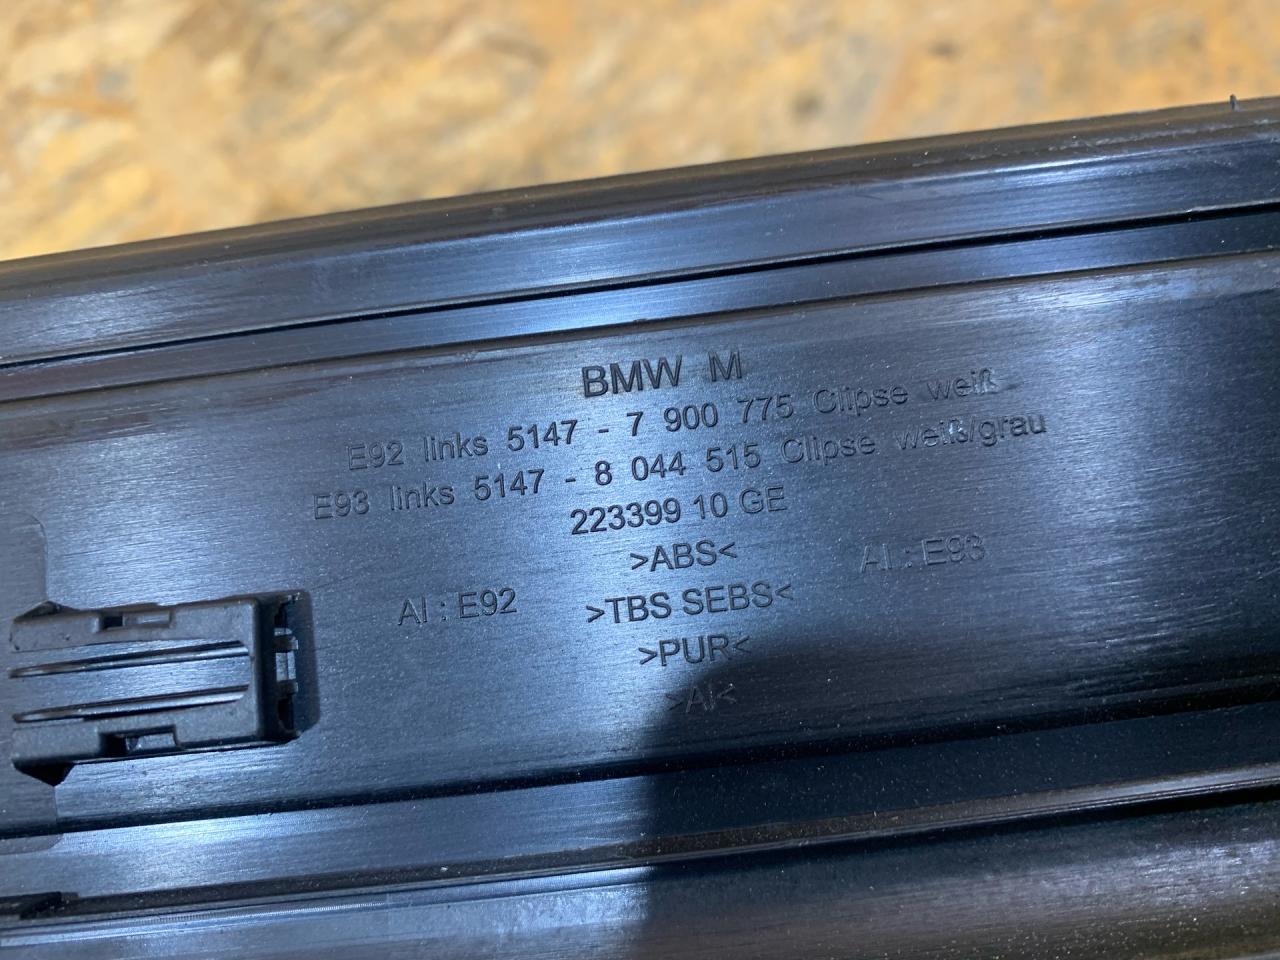 BMW M
E92 links 5147 - 7 900 775 Clipse weiß
E93 links 5147 - 8 044 515 Clipse weiß/grau
223399 10 GE
>ABS<
AI : E92 >TBS SEBS< AI : E93
>PUR<
>AI<